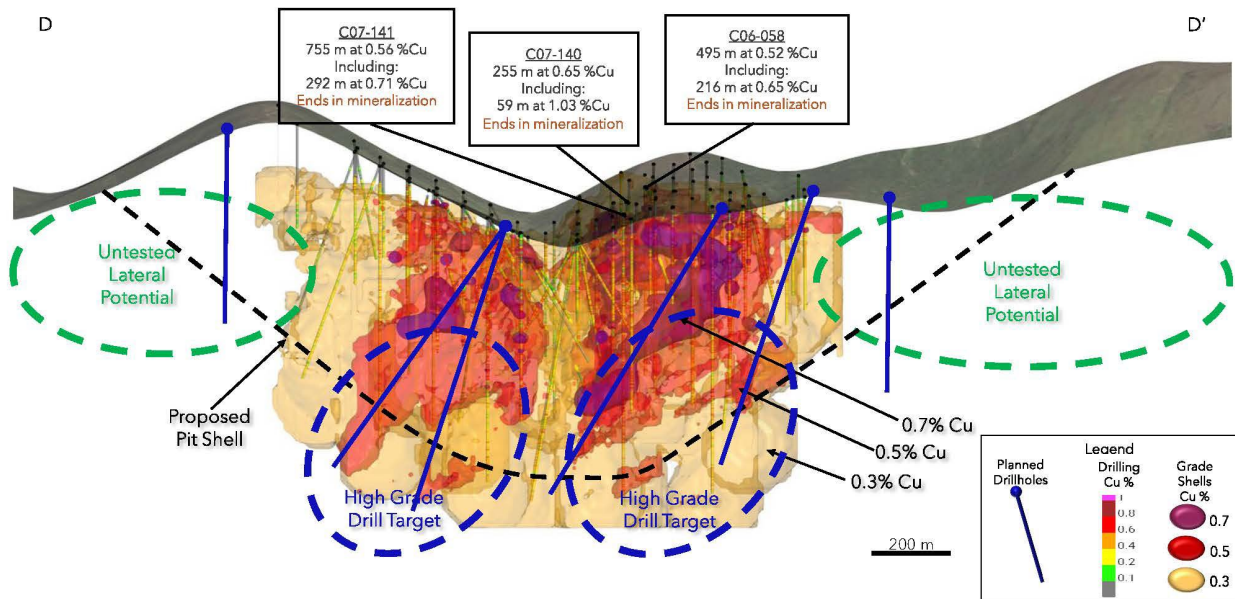 D
D'
C07-141
755 m at 0.56 %Cu
Including:
292 m at 0.71 %Cu
Ends in mineralization
C07-140
255 m at 0.65 %Cu
Including:
59 m at 1.03 %Cu
Ends in mineralization
C06-058
495 m at 0.52 %Cu
Including:
216 m at 0.65 %Cu
Ends in mineralization
Untested
Lateral
Potential
Untested
Lateral
Potential
Proposed
Pit Shell
High Grade
Drill Target
High Grade
Drill Target
0.7% Cu
0.5% Cu
0.3% Cu
200 m
Planned
Drillholes
Legend
Drilling
Cu %
1
0.8
0.6
0.4
0.2
0.1
Grade
Shells
Cu %
0.7
0.5
0.3